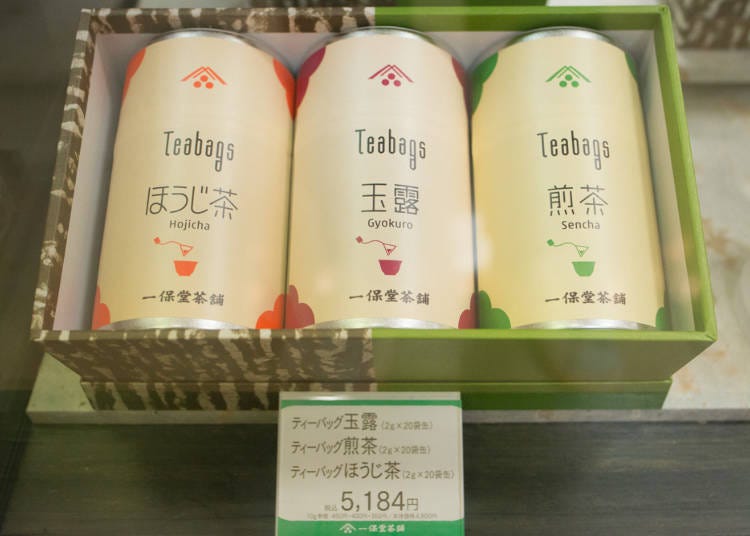 Teabags
ほうじ茶
Hojicha
一保堂茶舗
Teabags
玉露
Gyokuro
一保堂茶舗
Teabags
煎茶
Sencha
一保堂茶舗
ティーバッグ玉露(2g×20袋缶)
ティーバッグ煎茶(2g×20袋缶)
ティーバッグほうじ茶(2g×20袋缶)
税込 5,184円
一保堂茶舗